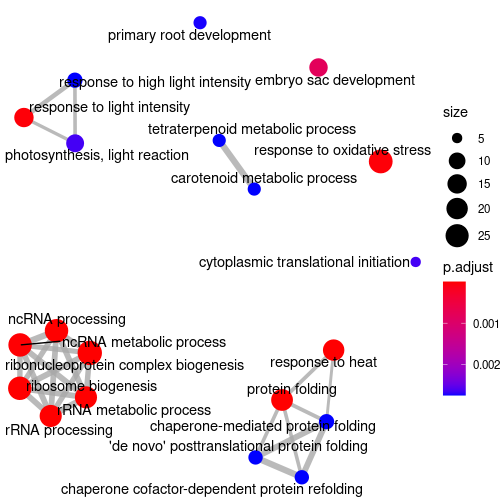 primary root development
response to high light intensity
embryo sac development
response to light intensity
tetraterpenoid metabolic process
photosynthesis, light reaction
response to oxidative stress
carotenoid metabolic process
cytoplasmic translational initiation
ncRNA processing
ncRNA metabolic process
ribonucleoprotein complex biogenesis
ribosome biogenesis
rRNA metabolic process
rRNA processing
response to heat
protein folding
chaperone-mediated protein folding
'de novo' posttranslational protein folding
chaperone cofactor-dependent protein refolding
size
5
10
15
20
25
p.adjust
0.001
0.002